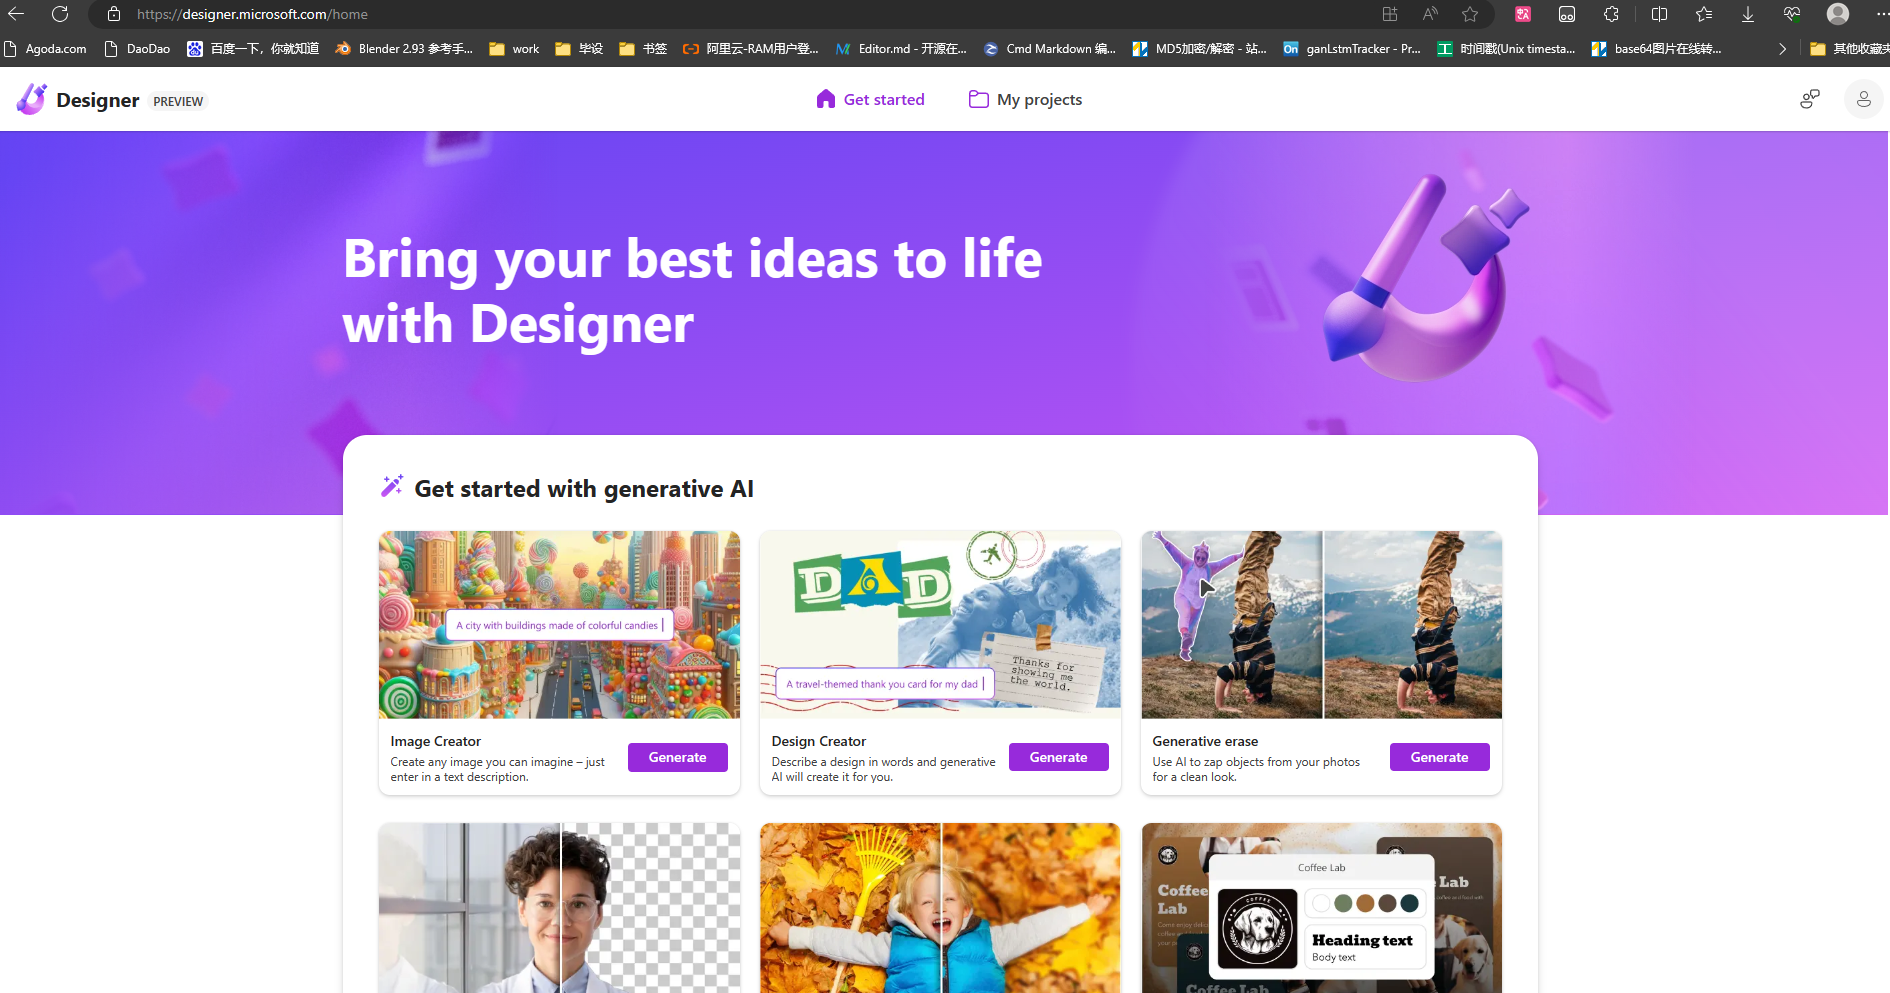 https://designer.microsoft.com/home
Agoda.com
DaoDao
百度一下，你就知道
Blender 2.93 参考手...
work
毕设
书签
阿里云-RAM用户登...
Editor.md - 开源在...
Cmd Markdown 编...
MD5加密/解密 - 站...
ganLstmTracker - Pr...
时间戳(Unix timesta...
base64图片在线转...
其他收藏夹
Designer PREVIEW
Get started
My projects
Bring your best ideas to life
with Designer
Get started with generative AI
A city with buildings made of colorful candies
DAD
Thanks for
showing me
the world.
A travel-themed thank you card for my dad
Image Creator
Create any image you can imagine – just
enter in a text description.
Generate
Design Creator
Describe a design in words and generative
AI will create it for you.
Generate
Generative erase
Use AI to zap objects from your photos
for a clean look.
Generate
Coffee Lab
Coffee
Lab
Lab
COFFEE
Heading text
Body text
Coffee Lab